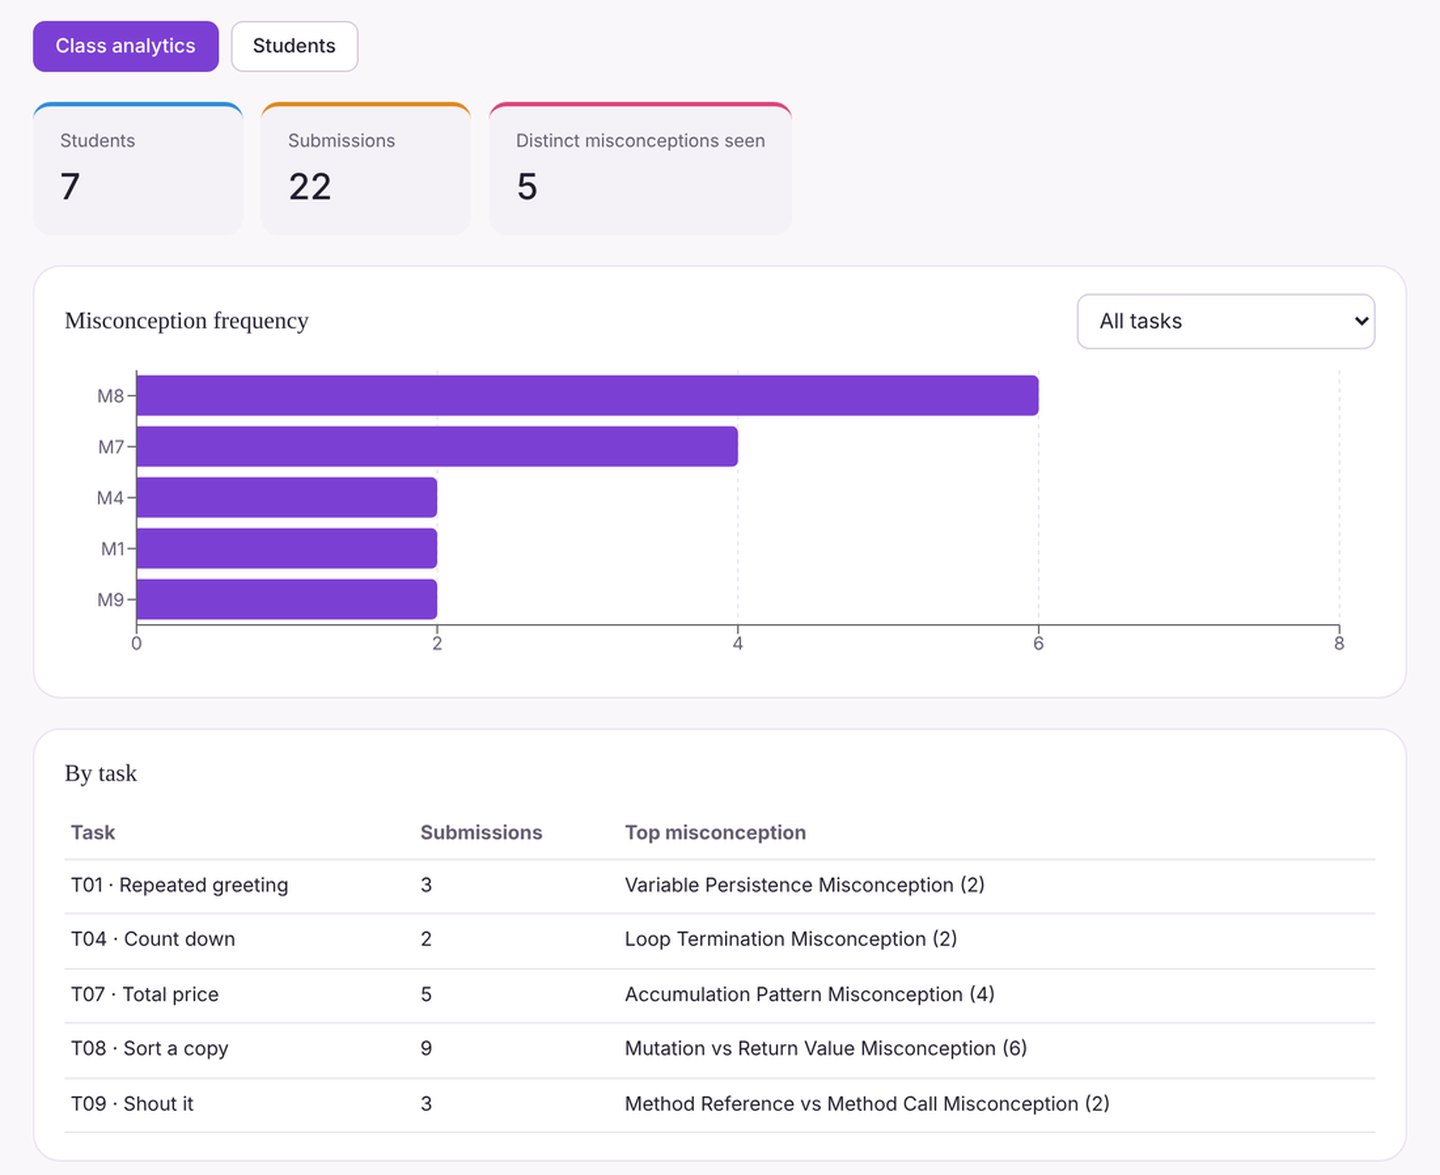 Class analytics Students
Students Submissions Distinct misconceptions seen
7 22 5
Misconception frequency All tasks
M8
M7
M4
M1
M9
0 2 4 6 8
By task
Task Submissions Top misconception
T01 · Repeated greeting 3 Variable Persistence Misconception (2)
T04 · Count down 2 Loop Termination Misconception (2)
T07 · Total price 5 Accumulation Pattern Misconception (4)
T08 · Sort a copy 9 Mutation vs Return Value Misconception (6)
T09 · Shout it 3 Method Reference vs Method Call Misconception (2)